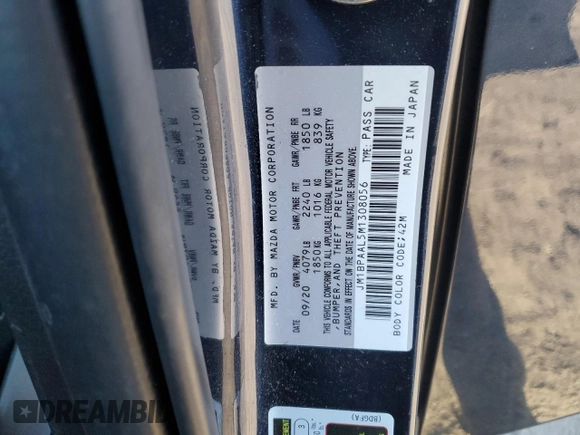 MFD. BY MAZDA MOTOR CORPORATION
DATE GVWR/PNBV GAWR/PNBE FRT GAWR/PNBE RR
09/20 4079LB 2240 LB 1850 LB
1850KG 1016 KG 839 KG
THIS VEHICLE CONFORMS TO ALL APPLICABLE FEDERAL MOTOR VEHICLE SAFETY
,BUMPER,AND THEFT PREVENTION
STANDARDS IN EFFECT ON THE DATE OF MANUFACTURE SHOWN ABOVE.
JM1BPAAL5M1308056 TYPE: PASS CAR
BODY COLOR CODE;42M MADE IN JAPAN
(BDGFA)
3
DREAMBI